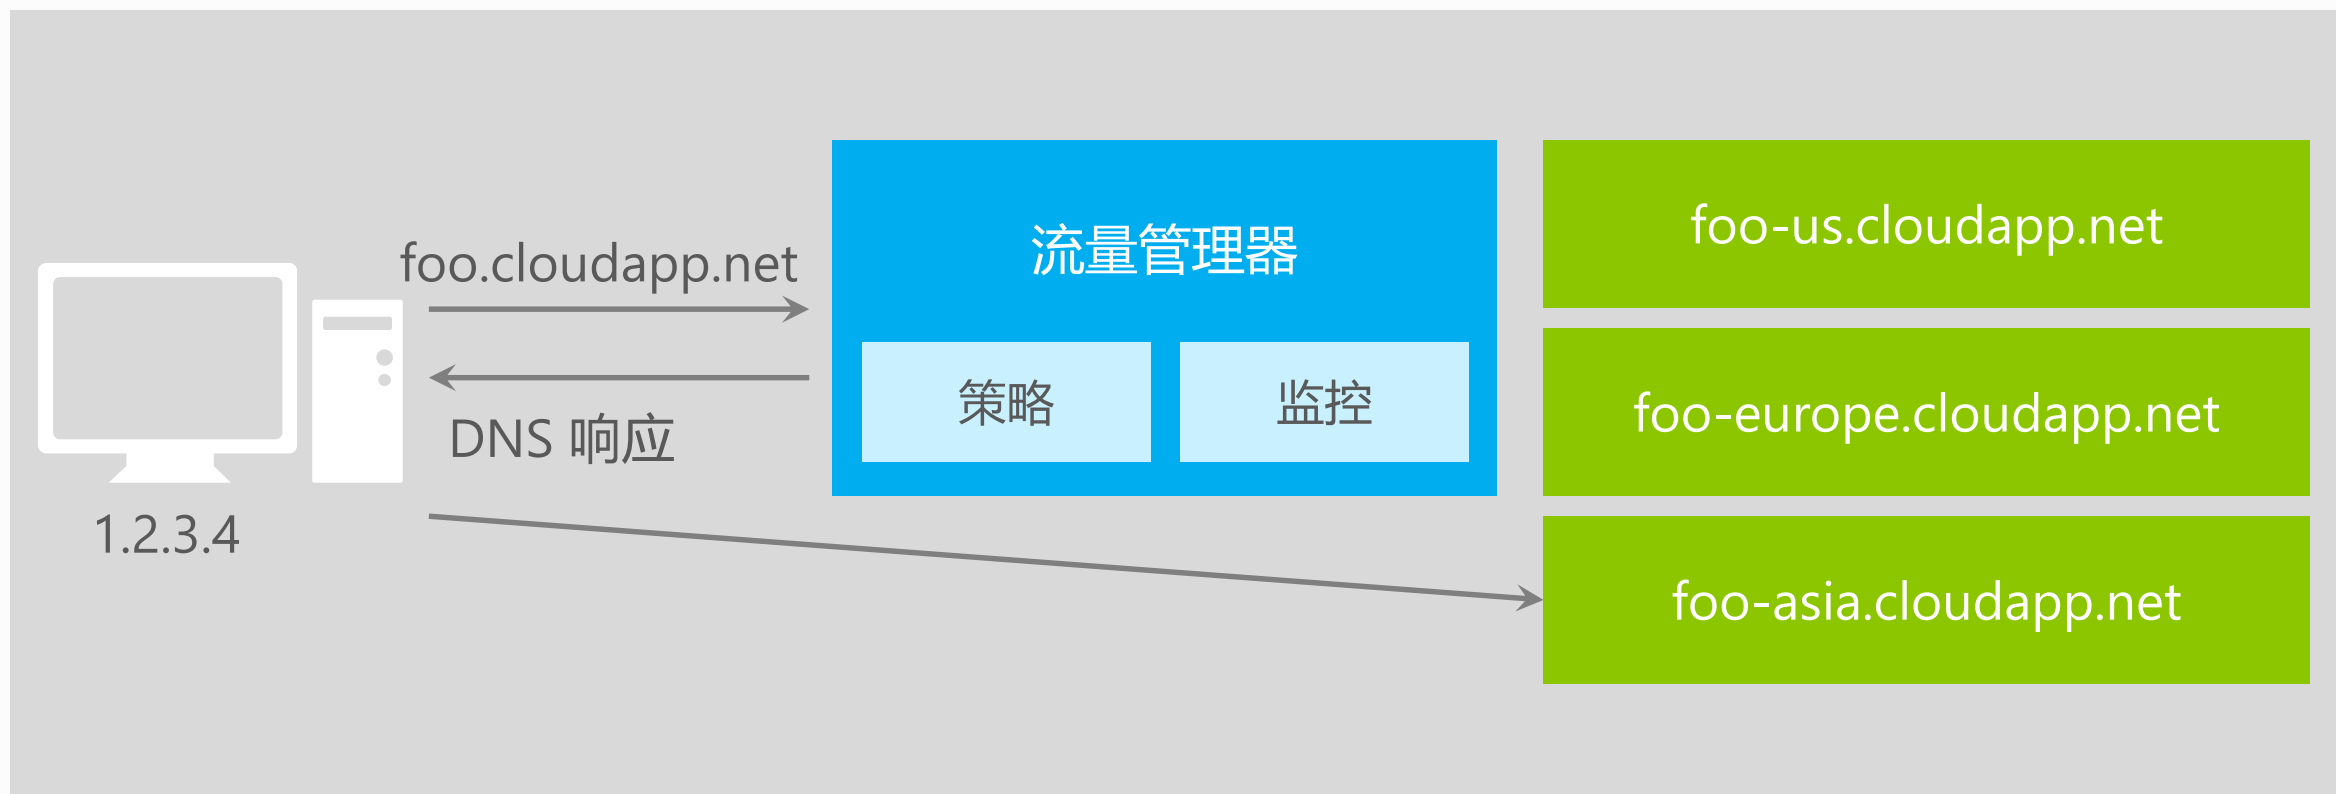 foo.cloudapp.net
DNS 响应
1.2.3.4
流量管理器
策略
监控
foo-us.cloudapp.net
foo-europe.cloudapp.net
foo-asia.cloudapp.net